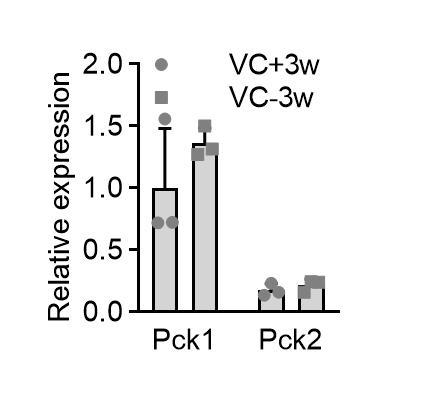 Relative expression
2.0
1.5
1.0
0.5
0.0
VC+3w
VC-3w
Pck1
Pck2